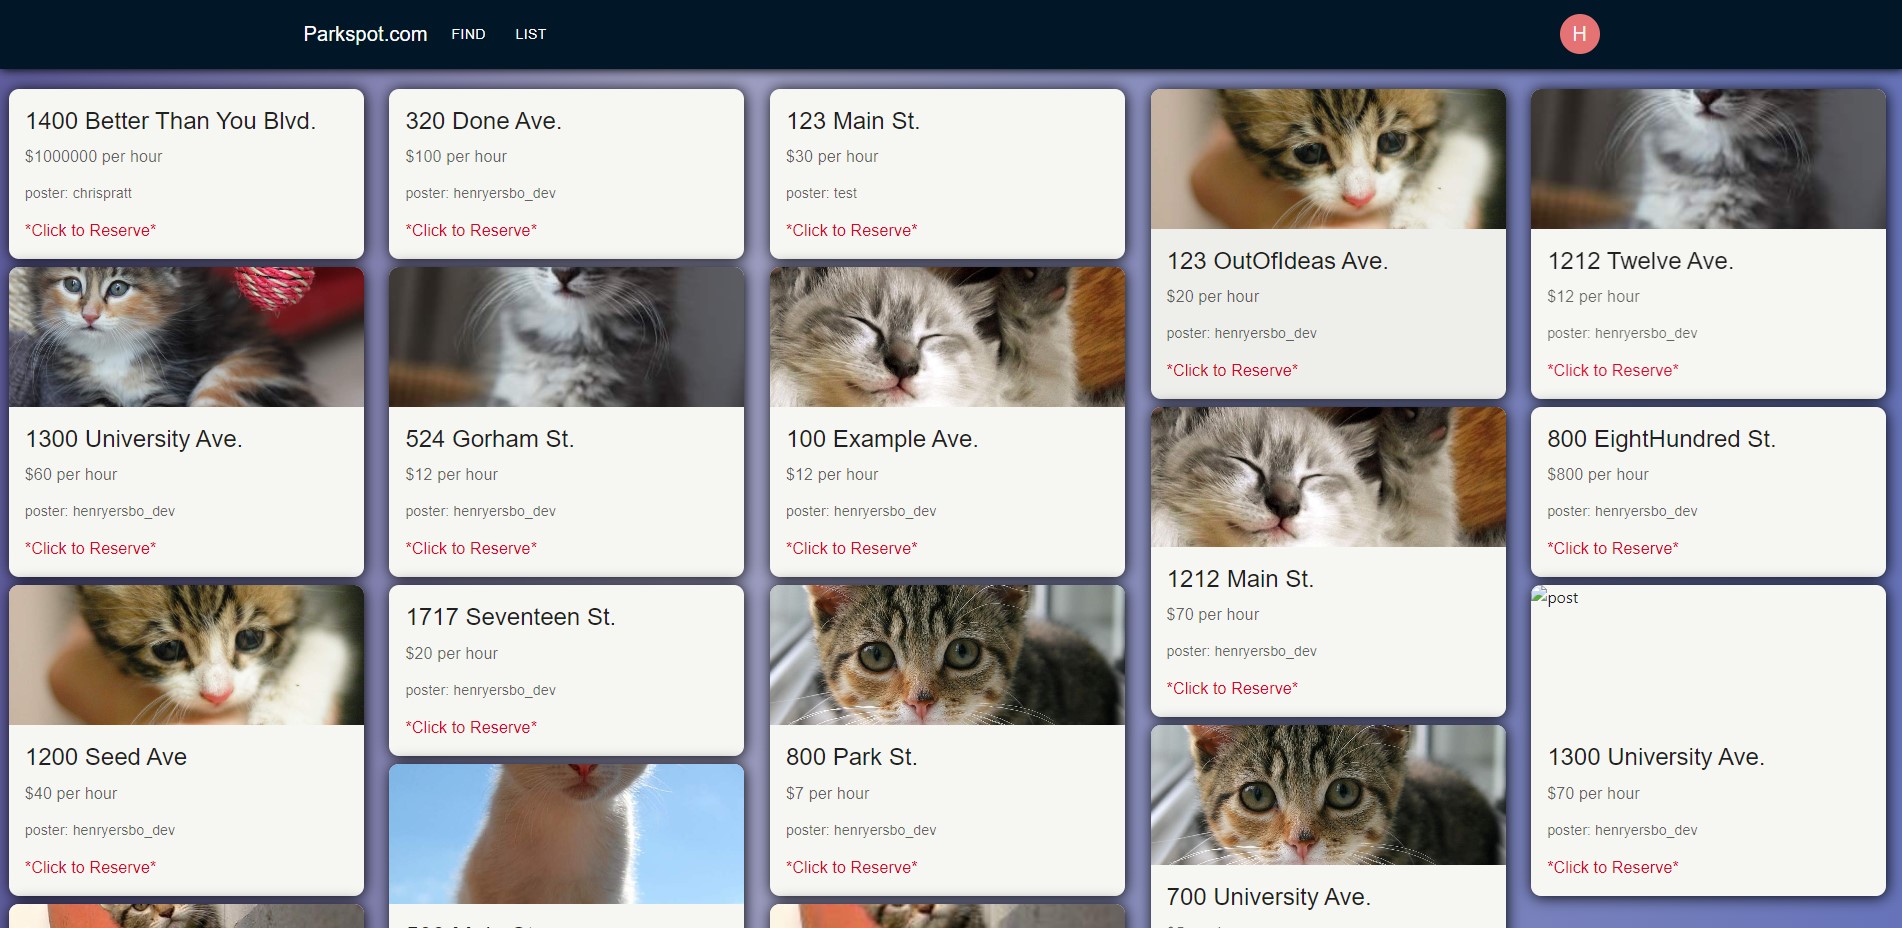 Parkspot.com FIND LIST H
1400 Better Than You Blvd.
$1000000 per hour
poster: chrispratt
*Click to Reserve*
1300 University Ave.
$60 per hour
poster: henryersbo_dev
*Click to Reserve*
1200 Seed Ave
$40 per hour
poster: henryersbo_dev
*Click to Reserve*
320 Done Ave.
$100 per hour
poster: henryersbo_dev
*Click to Reserve*
524 Gorham St.
$12 per hour
poster: henryersbo_dev
*Click to Reserve*
1717 Seventeen St.
$20 per hour
poster: henryersbo_dev
*Click to Reserve*
123 Main St.
$30 per hour
poster: test
*Click to Reserve*
100 Example Ave.
$12 per hour
poster: henryersbo_dev
*Click to Reserve*
800 Park St.
$7 per hour
poster: henryersbo_dev
*Click to Reserve*
123 OutOfIdeas Ave.
$20 per hour
poster: henryersbo_dev
*Click to Reserve*
1212 Main St.
$70 per hour
poster: henryersbo_dev
*Click to Reserve*
700 University Ave.
1212 Twelve Ave.
$12 per hour
poster: henryersbo_dev
*Click to Reserve*
800 EightHundred St.
$800 per hour
poster: henryersbo_dev
*Click to Reserve*
post
1300 University Ave.
$70 per hour
poster: henryersbo_dev
*Click to Reserve*